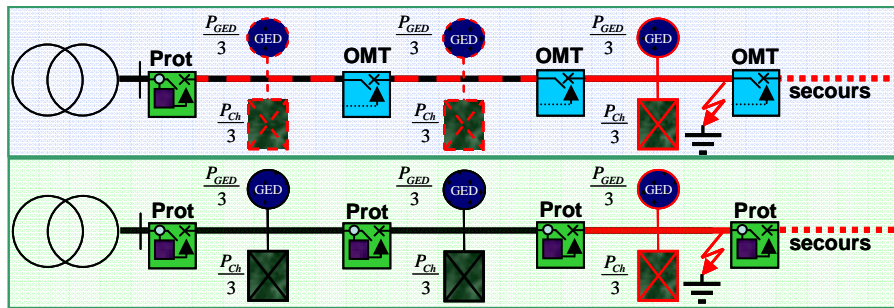 P_GED/3 GED P_GED/3 GED P_GED/3 GED
Prot OMT OMT OMT
secours
P_Ch/3 P_Ch/3 P_Ch/3
P_GED/3 GED P_GED/3 GED P_GED/3 GED
Prot Prot Prot Prot
secours
P_Ch/3 P_Ch/3 P_Ch/3